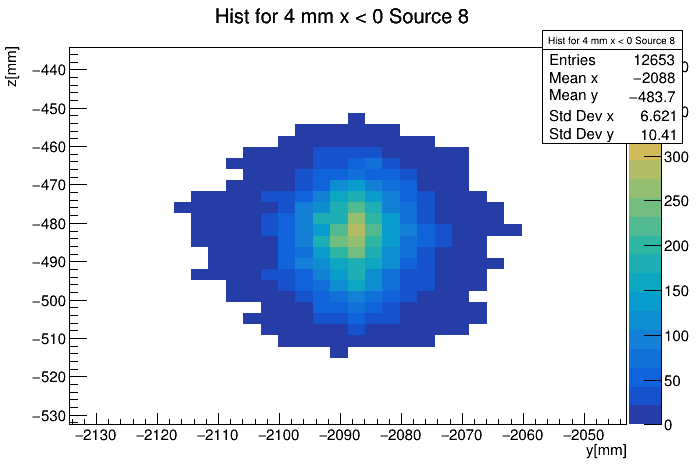 Hist for 4 mm x < 0 Source 8
z[mm]
Hist for 4 mm x < 0 Source 8
Entries 12653
Mean x −2088
Mean y −483.7
Std Dev x 6.621
Std Dev y 10.41
−440
−450
−460
−470
−480
−490
−500
−510
−520
−530
300
250
200
150
100
50
0
−2130 −2120 −2110 −2100 −2090 −2080 −2070 −2060 −2050
y[mm]